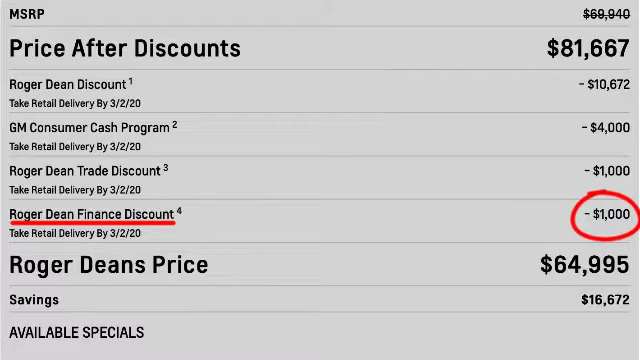 MSRP $69,940
Price After Discounts $81,667
Roger Dean Discount 1 - $10,672
Take Retail Delivery By 3/2/20
GM Consumer Cash Program 2 - $4,000
Take Retail Delivery By 3/2/20
Roger Dean Trade Discount 3 - $1,000
Take Retail Delivery By 3/2/20
Roger Dean Finance Discount 4 - $1,000
Take Retail Delivery By 3/2/20
Roger Deans Price $64,995
Savings $16,672
AVAILABLE SPECIALS